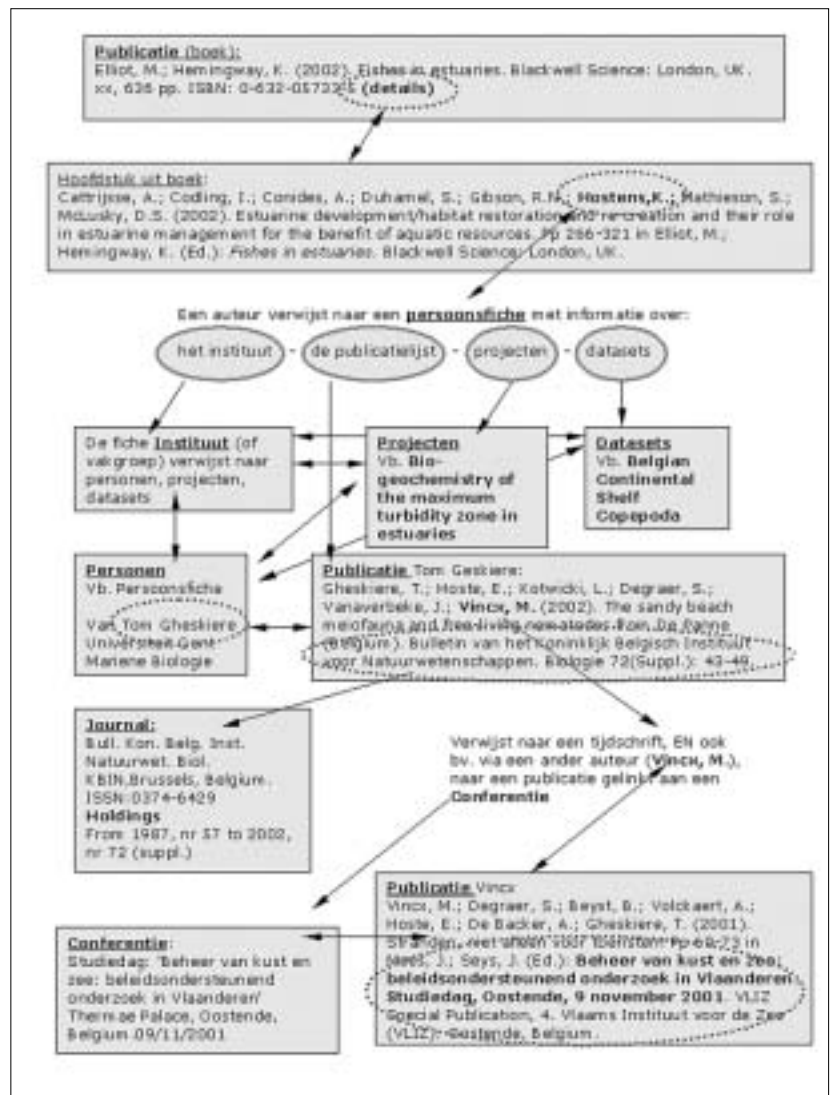 Publicatie (boek):
Elliot, M.; Hemingway, K. (2002). Fishes in estuaries. Blackwell Science: London, UK.
xx, 636 pp. ISBN: 0-632-05733-5 (details)
Hoofdstuk uit boek:
Cattrijsse, A.; Codling, I.; Conides, A.; Duhamel, S.; Gibson, R.N.; Hostens,K.; Mathieson, S.;
McLusky, D.S. (2002). Estuarine development/habitat restoration and re-creation and their role
in estuarine management for the benefit of aquatic resources. Pp 266-321 in Elliot, M.;
Hemingway, K. (Ed.): Fishes in estuaries. Blackwell Science: London, UK.
Een auteur verwijst naar een persoonsfiche met informatie over:
het instituut - de publicatielijst - projecten - datasets
De fiche Instituut (of
vakgroep) verwijst naar
personen, projecten,
datasets
Projecten
Vb. Bio-
geochemistry of
the maximum
turbidity zone in
estuaries
Datasets
Vb. Belgian
Continental
Shelf
Copepoda
Personen
Vb. Persoonsfiche
Van Tom Gheskiere
Universiteit Gent
Mariene Biologie
Publicatie Tom Geskiere:
Gheskiere, T.; Hoste, E.; Kotwicki, L.; Degraer, S.;
Vanaverbeke, J.; Vincx, M. (2002). The sandy beach
meiofauna and free-living nematodes from De Panne
(Belgium). Bulletin van het Koninklijk Belgisch Instituut
voor Natuurwetenschappen. Biologie 72(Suppl.): 43-49
Journal:
Bull. Kon. Belg. Inst.
Natuurwet. Biol.
KBIN,Brussels, Belgium.
ISSN:0374-6429
Holdings
From 1987, nr 57 to 2002,
nr 72 (suppl.)
Verwijst naar een tijdschrift, EN ook
bv. via een ander auteur (Vincx, M.),
naar een publicatie gelinkt aan een
Conferentie
Publicatie Vincx
Vincx, M.; Degraer, S.; Beyst, B.; Volckaert, A.;
Hoste, E.; De Backer, A.; Gheskiere, T. (2001).
Stranden, niet alleen voor toeristen. Pp in
Mees, J.; Seys, J. (Ed.): Beheer van kust en zee:
beleidsondersteunend onderzoek in Vlaanderen
Studiedag, Oostende, 9 november 2001. VLIZ
Special Publication, 4. Vlaams Instituut voor de Zee
(VLIZ): Oostende, Belgium.
Conferentie:
Studiedag: "Beheer van kust en
zee: beleidsondersteunend
onderzoek in Vlaanderen/
Thermae Palace, Oostende,
Belgium 09/11/2001